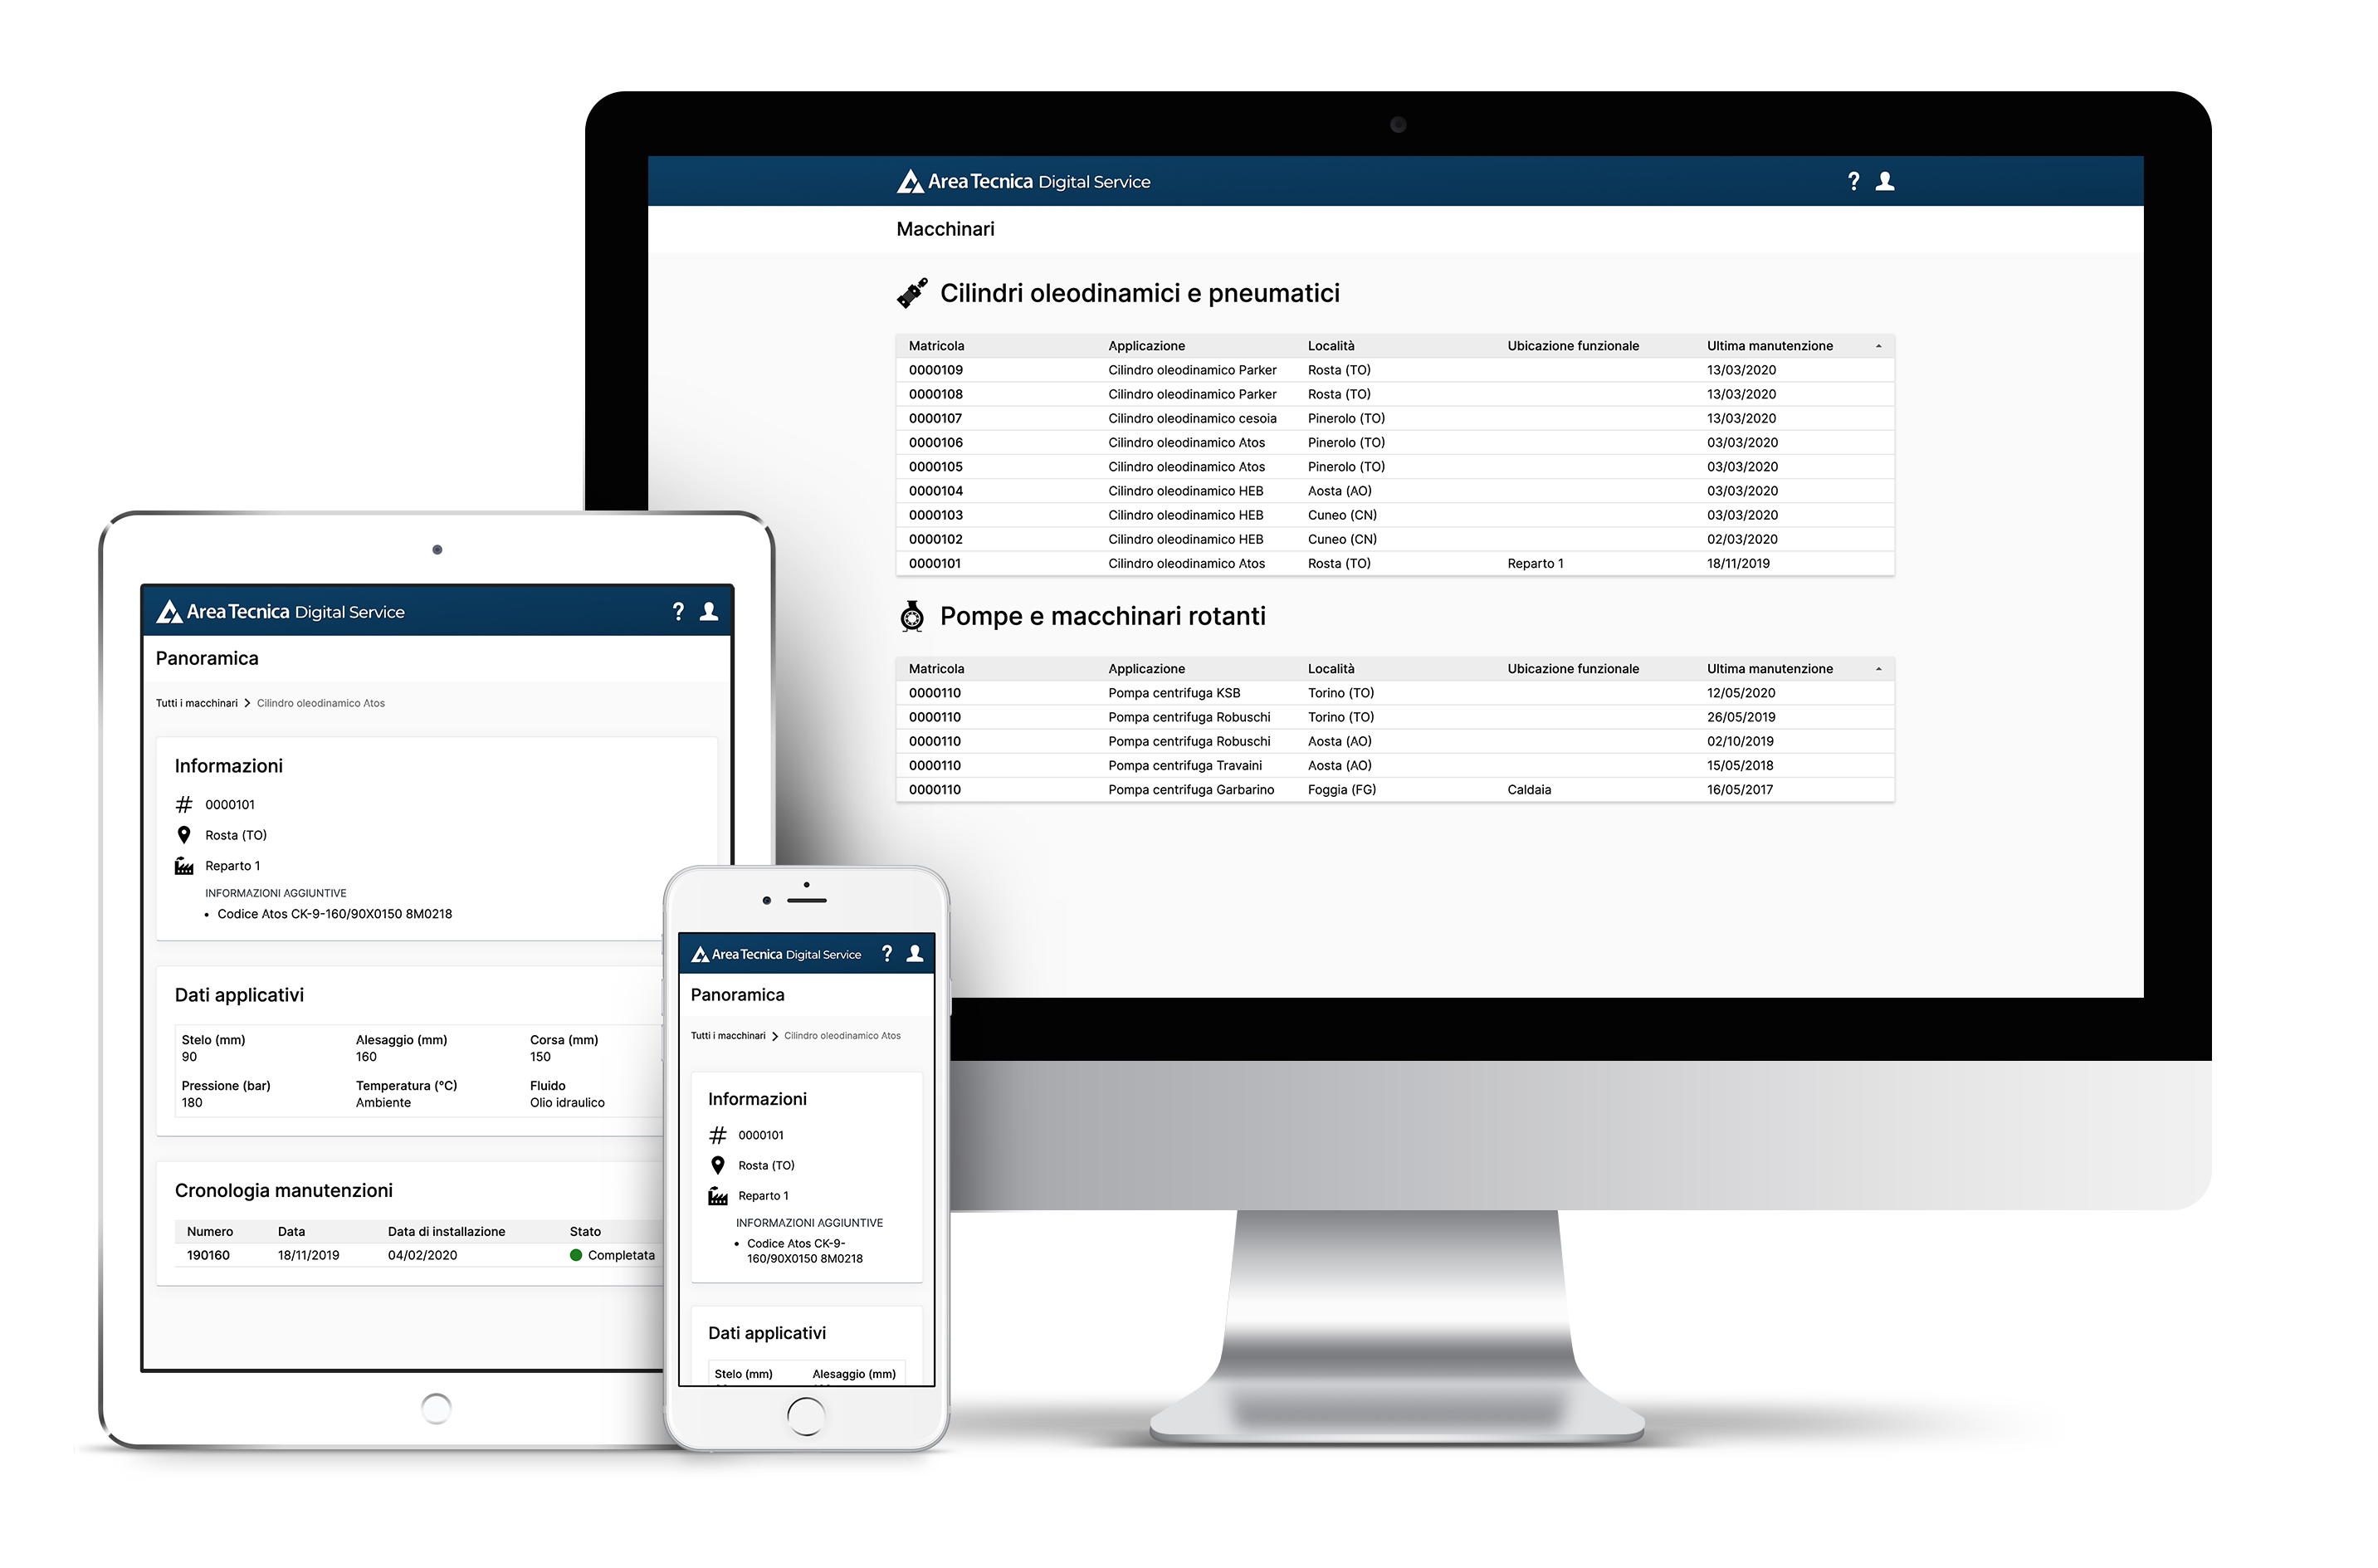 Area Tecnica Digital Service ?
Macchinari
Cilindri oleodinamici e pneumatici
Matricola Applicazione Località Ubicazione funzionale Ultima manutenzione
0000109 Cilindro oleodinamico Parker Rosta (TO) 13/03/2020
0000108 Cilindro oleodinamico Parker Rosta (TO) 13/03/2020
0000107 Cilindro oleodinamico cesoia Pinerolo (TO) 13/03/2020
0000106 Cilindro oleodinamico Atos Pinerolo (TO) 03/03/2020
0000105 Cilindro oleodinamico Atos Pinerolo (TO) 03/03/2020
0000104 Cilindro oleodinamico HEB Aosta (AO) 03/03/2020
0000103 Cilindro oleodinamico HEB Cuneo (CN) 03/03/2020
0000102 Cilindro oleodinamico HEB Cuneo (CN) 02/03/2020
0000101 Cilindro oleodinamico Atos Rosta (TO) Reparto 1 18/11/2019
Pompe e macchinari rotanti
Matricola Applicazione Località Ubicazione funzionale Ultima manutenzione
0000110 Pompa centrifuga KSB Torino (TO) 12/05/2020
0000110 Pompa centrifuga Robuschi Torino (TO) 26/05/2019
0000110 Pompa centrifuga Robuschi Aosta (AO) 02/10/2019
0000110 Pompa centrifuga Travaini Aosta (AO) 15/05/2018
0000110 Pompa centrifuga Garbarino Foggia (FG) Caldaia 16/05/2017
Area Tecnica Digital Service ?
Panoramica
Tutti i macchinari > Cilindro oleodinamico Atos
Informazioni
# 0000101
Rosta (TO)
Reparto 1
INFORMAZIONI AGGIUNTIVE
• Codice Atos CK-9-160/90X0150 8M0218
Dati applicativi
Stelo (mm) Alesaggio (mm) Corsa (mm)
90 160 150
Pressione (bar) Temperatura (°C) Fluido
180 Ambiente Olio idraulico
Cronologia manutenzioni
Numero Data Data di installazione Stato
190160 18/11/2019 04/02/2020 Completata
Area Tecnica Digital Service ?
Panoramica
Tutti i macchinari > Cilindro oleodinamico Atos
Informazioni
# 0000101
Rosta (TO)
Reparto 1
INFORMAZIONI AGGIUNTIVE
• Codice Atos CK-9-
160/90X0150 8M0218
Dati applicativi
Stelo (mm) Alesaggio (mm)